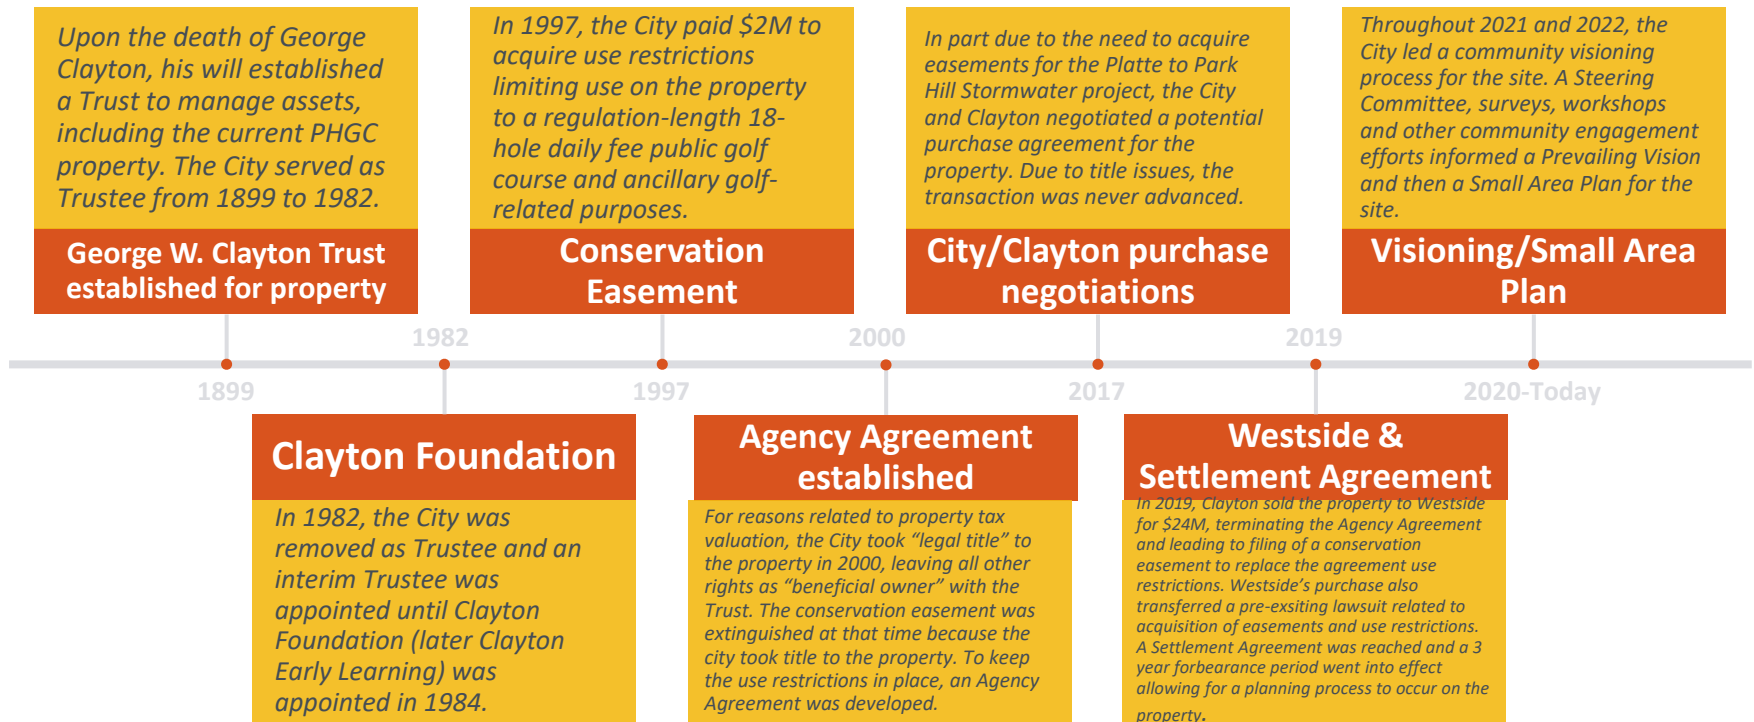 Upon the death of George
Clayton, his will established
a Trust to manage assets,
including the current PHGC
property. The City served as
Trustee from 1899 to 1982.
George W. Clayton Trust
established for property
In 1997, the City paid $2M to
acquire use restrictions
limiting use on the property
to a regulation-length 18-
hole daily fee public golf
course and ancillary golf-
related purposes.
Conservation
Easement
In part due to the need to acquire
easements for the Platte to Park
Hill Stormwater project, the City
and Clayton negotiated a potential
purchase agreement for the
property. Due to title issues, the
transaction was never advanced.
City/Clayton purchase
negotiations
Throughout 2021 and 2022, the
City led a community visioning
process for the site. A Steering
Committee, surveys, workshops
and other community engagement
efforts informed a Prevailing Vision
and then a Small Area Plan for the
site.
Visioning/Small Area
Plan
1982
2000
2019
1899
1997
2017
2020-Today
Clayton Foundation
In 1982, the City was
removed as Trustee and an
interim Trustee was
appointed until Clayton
Foundation (later Clayton
Early Learning) was
appointed in 1984.
Agency Agreement
established
For reasons related to property tax
valuation, the City took “legal title” to
the property in 2000, leaving all other
rights as “beneficial owner” with the
Trust. The conservation easement was
extinguished at that time because the
city took title to the property. To keep
the use restrictions in place, an Agency
Agreement was developed.
Westside &
Settlement Agreement
In 2019, Clayton sold the property to Westside
for $24M, terminating the Agency Agreement
and leading to filing of a conservation
easement to replace the agreement use
restrictions. Westside’s purchase also
transferred a pre-exsiting lawsuit related to
acquisition of easements and use restrictions.
A Settlement Agreement was reached and a 3
year forbearance period went into effect
allowing for a planning process to occur on the
property.